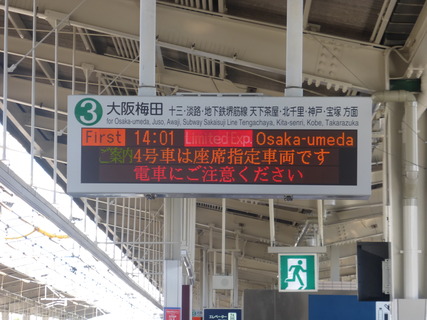 3 大阪梅田 十三・淡路・地下鉄堺筋線 天下茶屋・北千里・神戸・宝塚 方面
for Osaka-umeda, Juso, Awaji, Subway Sakaisuji Line Tengachaya, Kita-senri, Kobe, Takarazuka
First 14:01 Limited Exp. Osaka-umeda
ご案内 4号車は座席指定車両です
電車にご注意ください